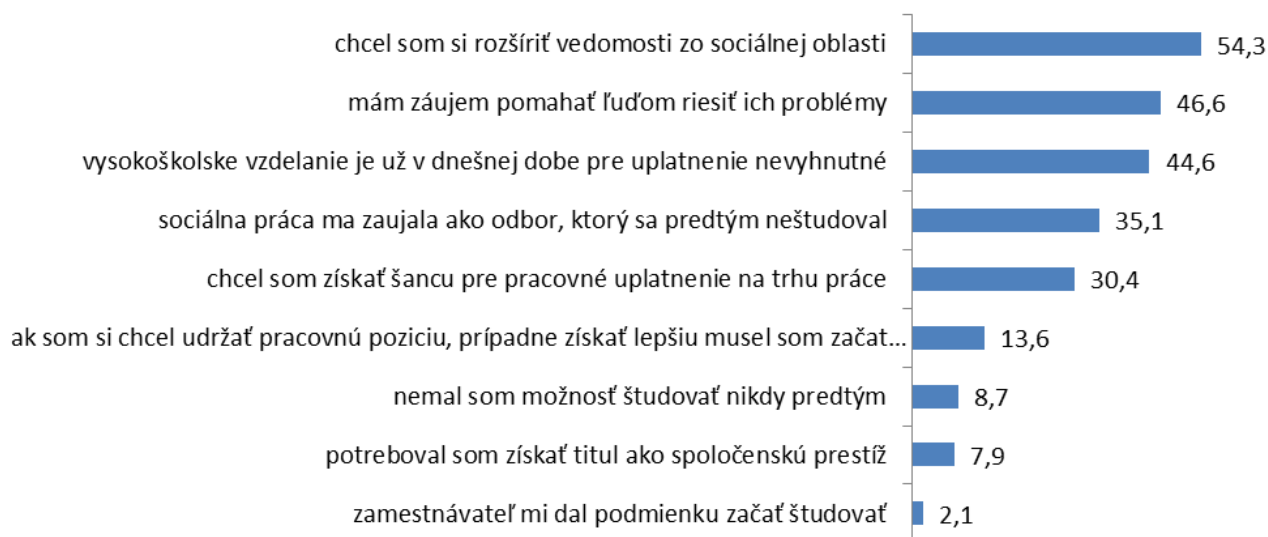 chcel som si rozšíriť vedomosti zo sociálnej oblasti 54,3
mám záujem pomahať ľuďom riesiť ich problémy 46,6
vysokoškolske vzdelanie je už v dnešnej dobe pre uplatnenie nevyhnutné 44,6
sociálna práca ma zaujala ako odbor, ktorý sa predtým neštudoval 35,1
chcel som získať šancu pre pracovné uplatnenie na trhu práce 30,4
ak som si chcel udržať pracovnú poziciu, prípadne získať lepšiu musel som začat... 13,6
nemal som možnosť študovať nikdy predtým 8,7
potreboval som získať titul ako spoločenskú prestíž 7,9
zamestnávateľ mi dal podmienku začať študovať 2,1